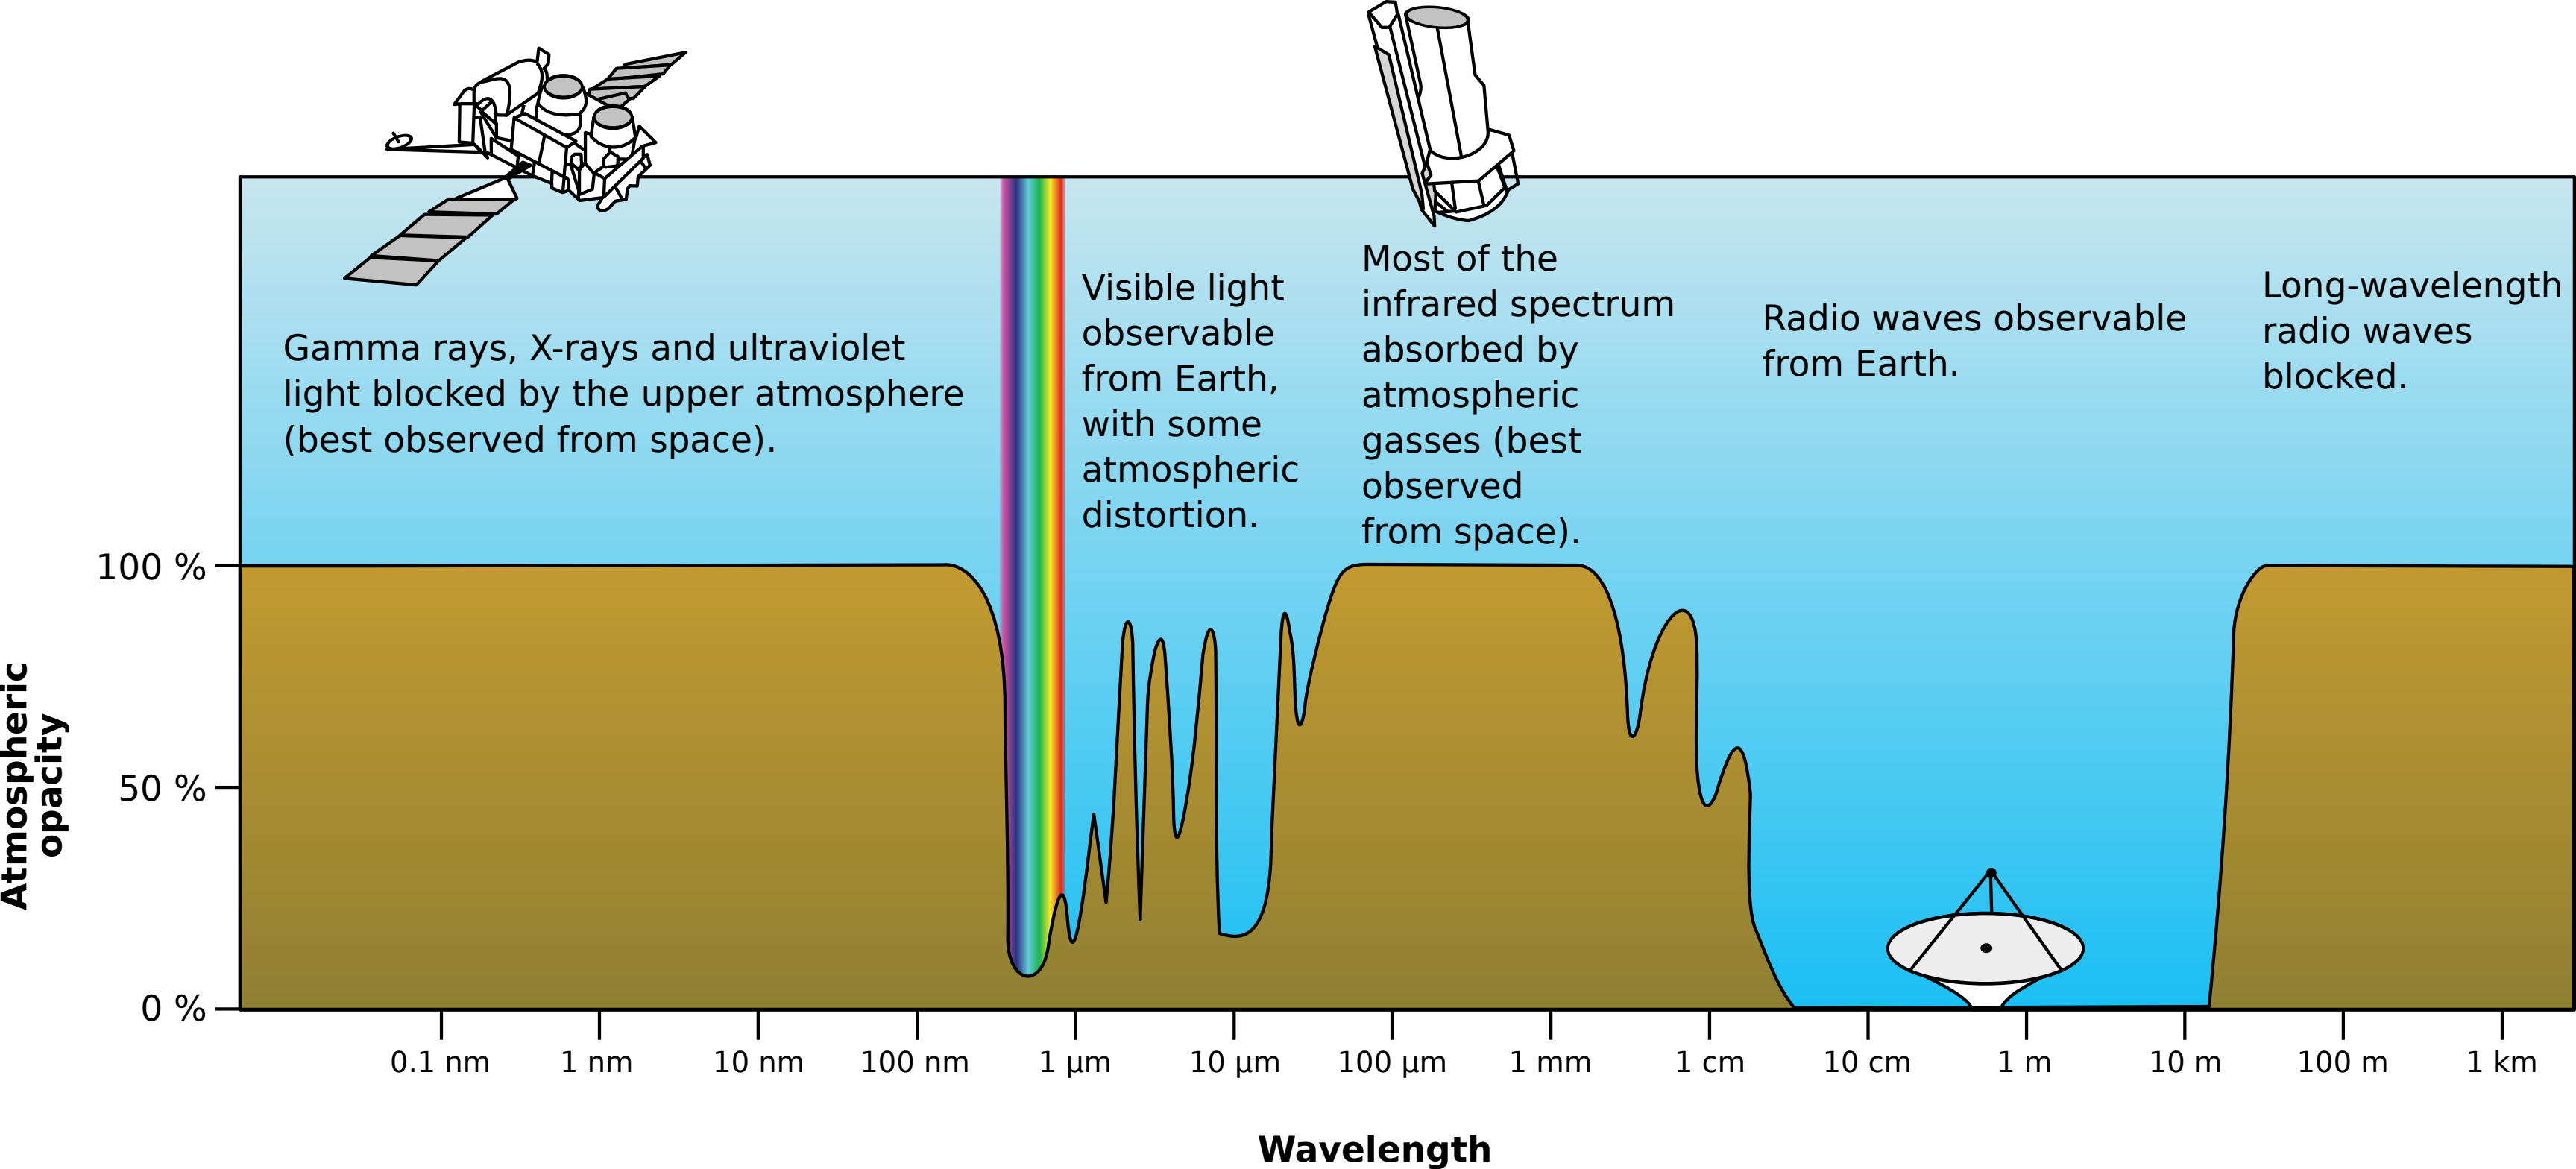 Gamma rays, X-rays and ultraviolet
light blocked by the upper atmosphere
(best observed from space).
Visible light
observable
from Earth,
with some
atmospheric
distortion.
Most of the
infrared spectrum
absorbed by
atmospheric
gasses (best
observed
from space).
Radio waves observable
from Earth.
Long-wavelength
radio waves
blocked.
Atmospheric
opacity
100 %
50 %
0 %
0.1 nm
1 nm
10 nm
100 nm
1 μm
10 μm
100 μm
1 mm
1 cm
10 cm
1 m
10 m
100 m
1 km
Wavelength